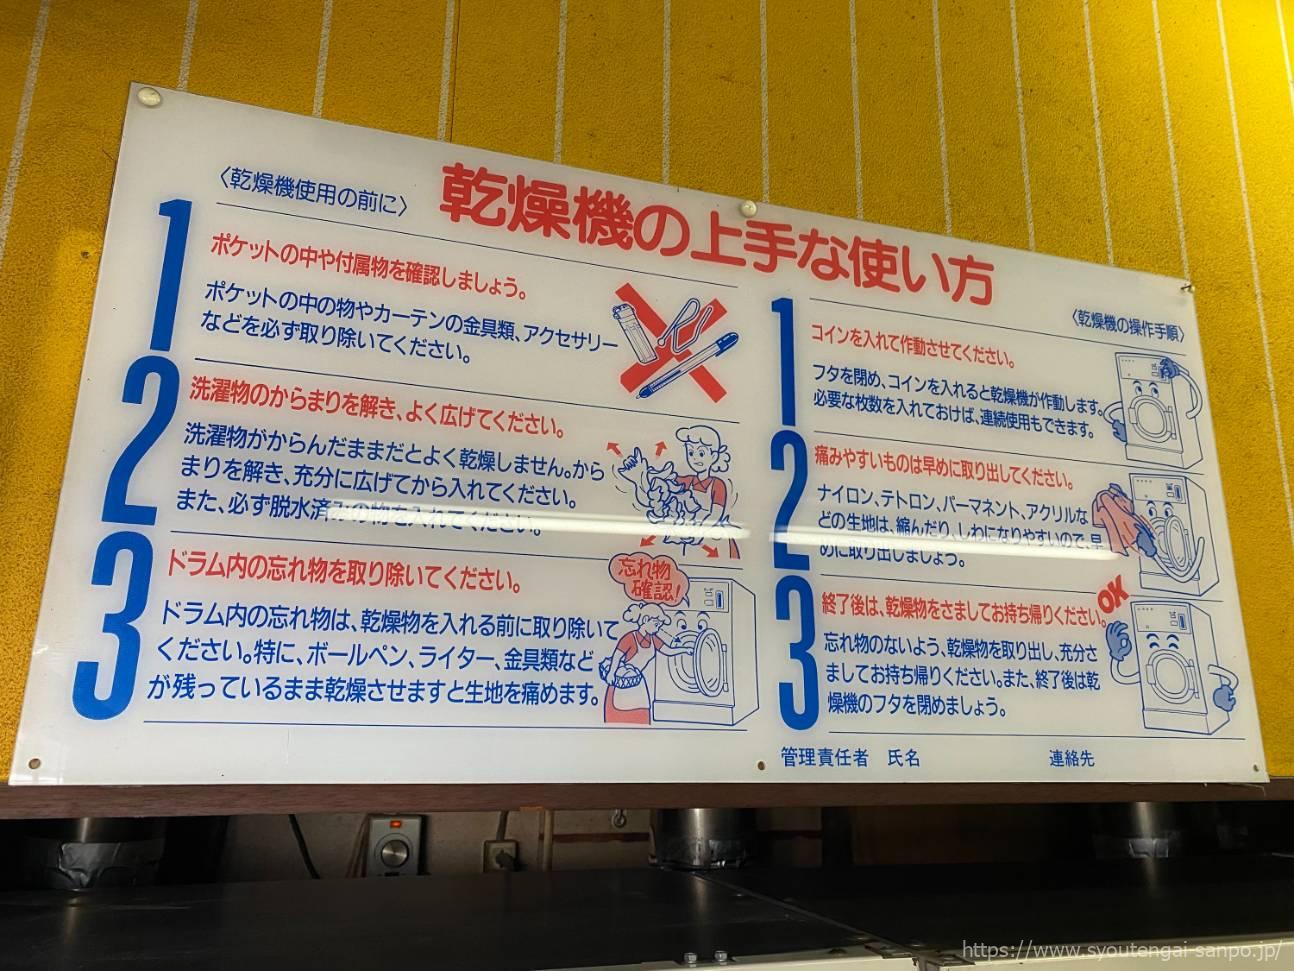 乾燥機の上手な使い方
〈乾燥機使用の前に〉
1
ポケットの中や付属物を確認しましょう。
ポケットの中の物やカーテンの金具類、アクセサリー
などを必ず取り除いてください。
2
洗濯物のからまりを解き、よく広げてください。
洗濯物がからんだままだとよく乾燥しません。から
まりを解き、充分に広げてから入れてください。
また、必ず脱水済みの物を入れてください。
3
ドラム内の忘れ物を取り除いてください。
ドラム内の忘れ物は、乾燥物を入れる前に取り除いて
ください。特に、ボールペン、ライター、金具類など
が残っているまま乾燥させますと生地を痛めます。
忘れ物
確認!
〈乾燥機の操作手順〉
1
コインを入れて作動させてください。
フタを閉め、コインを入れると乾燥機が作動します。
必要な枚数を入れておけば、連続使用もできます。
2
痛みやすいものは早めに取り出してください。
ナイロン、テトロン、パーマネント、アクリルな
どの生地は、縮んだり、しわになりやすいので、早
めに取り出しましょう。
3
終了後は、乾燥物をさましてお持ち帰りください。
OK
忘れ物のないよう、乾燥物を取り出し、充分さ
ましてお持ち帰りください。また、終了後は乾
燥機のフタを閉めましょう。
管理責任者 氏名 連絡先
https://www.syoutengai-sanpo.jp/